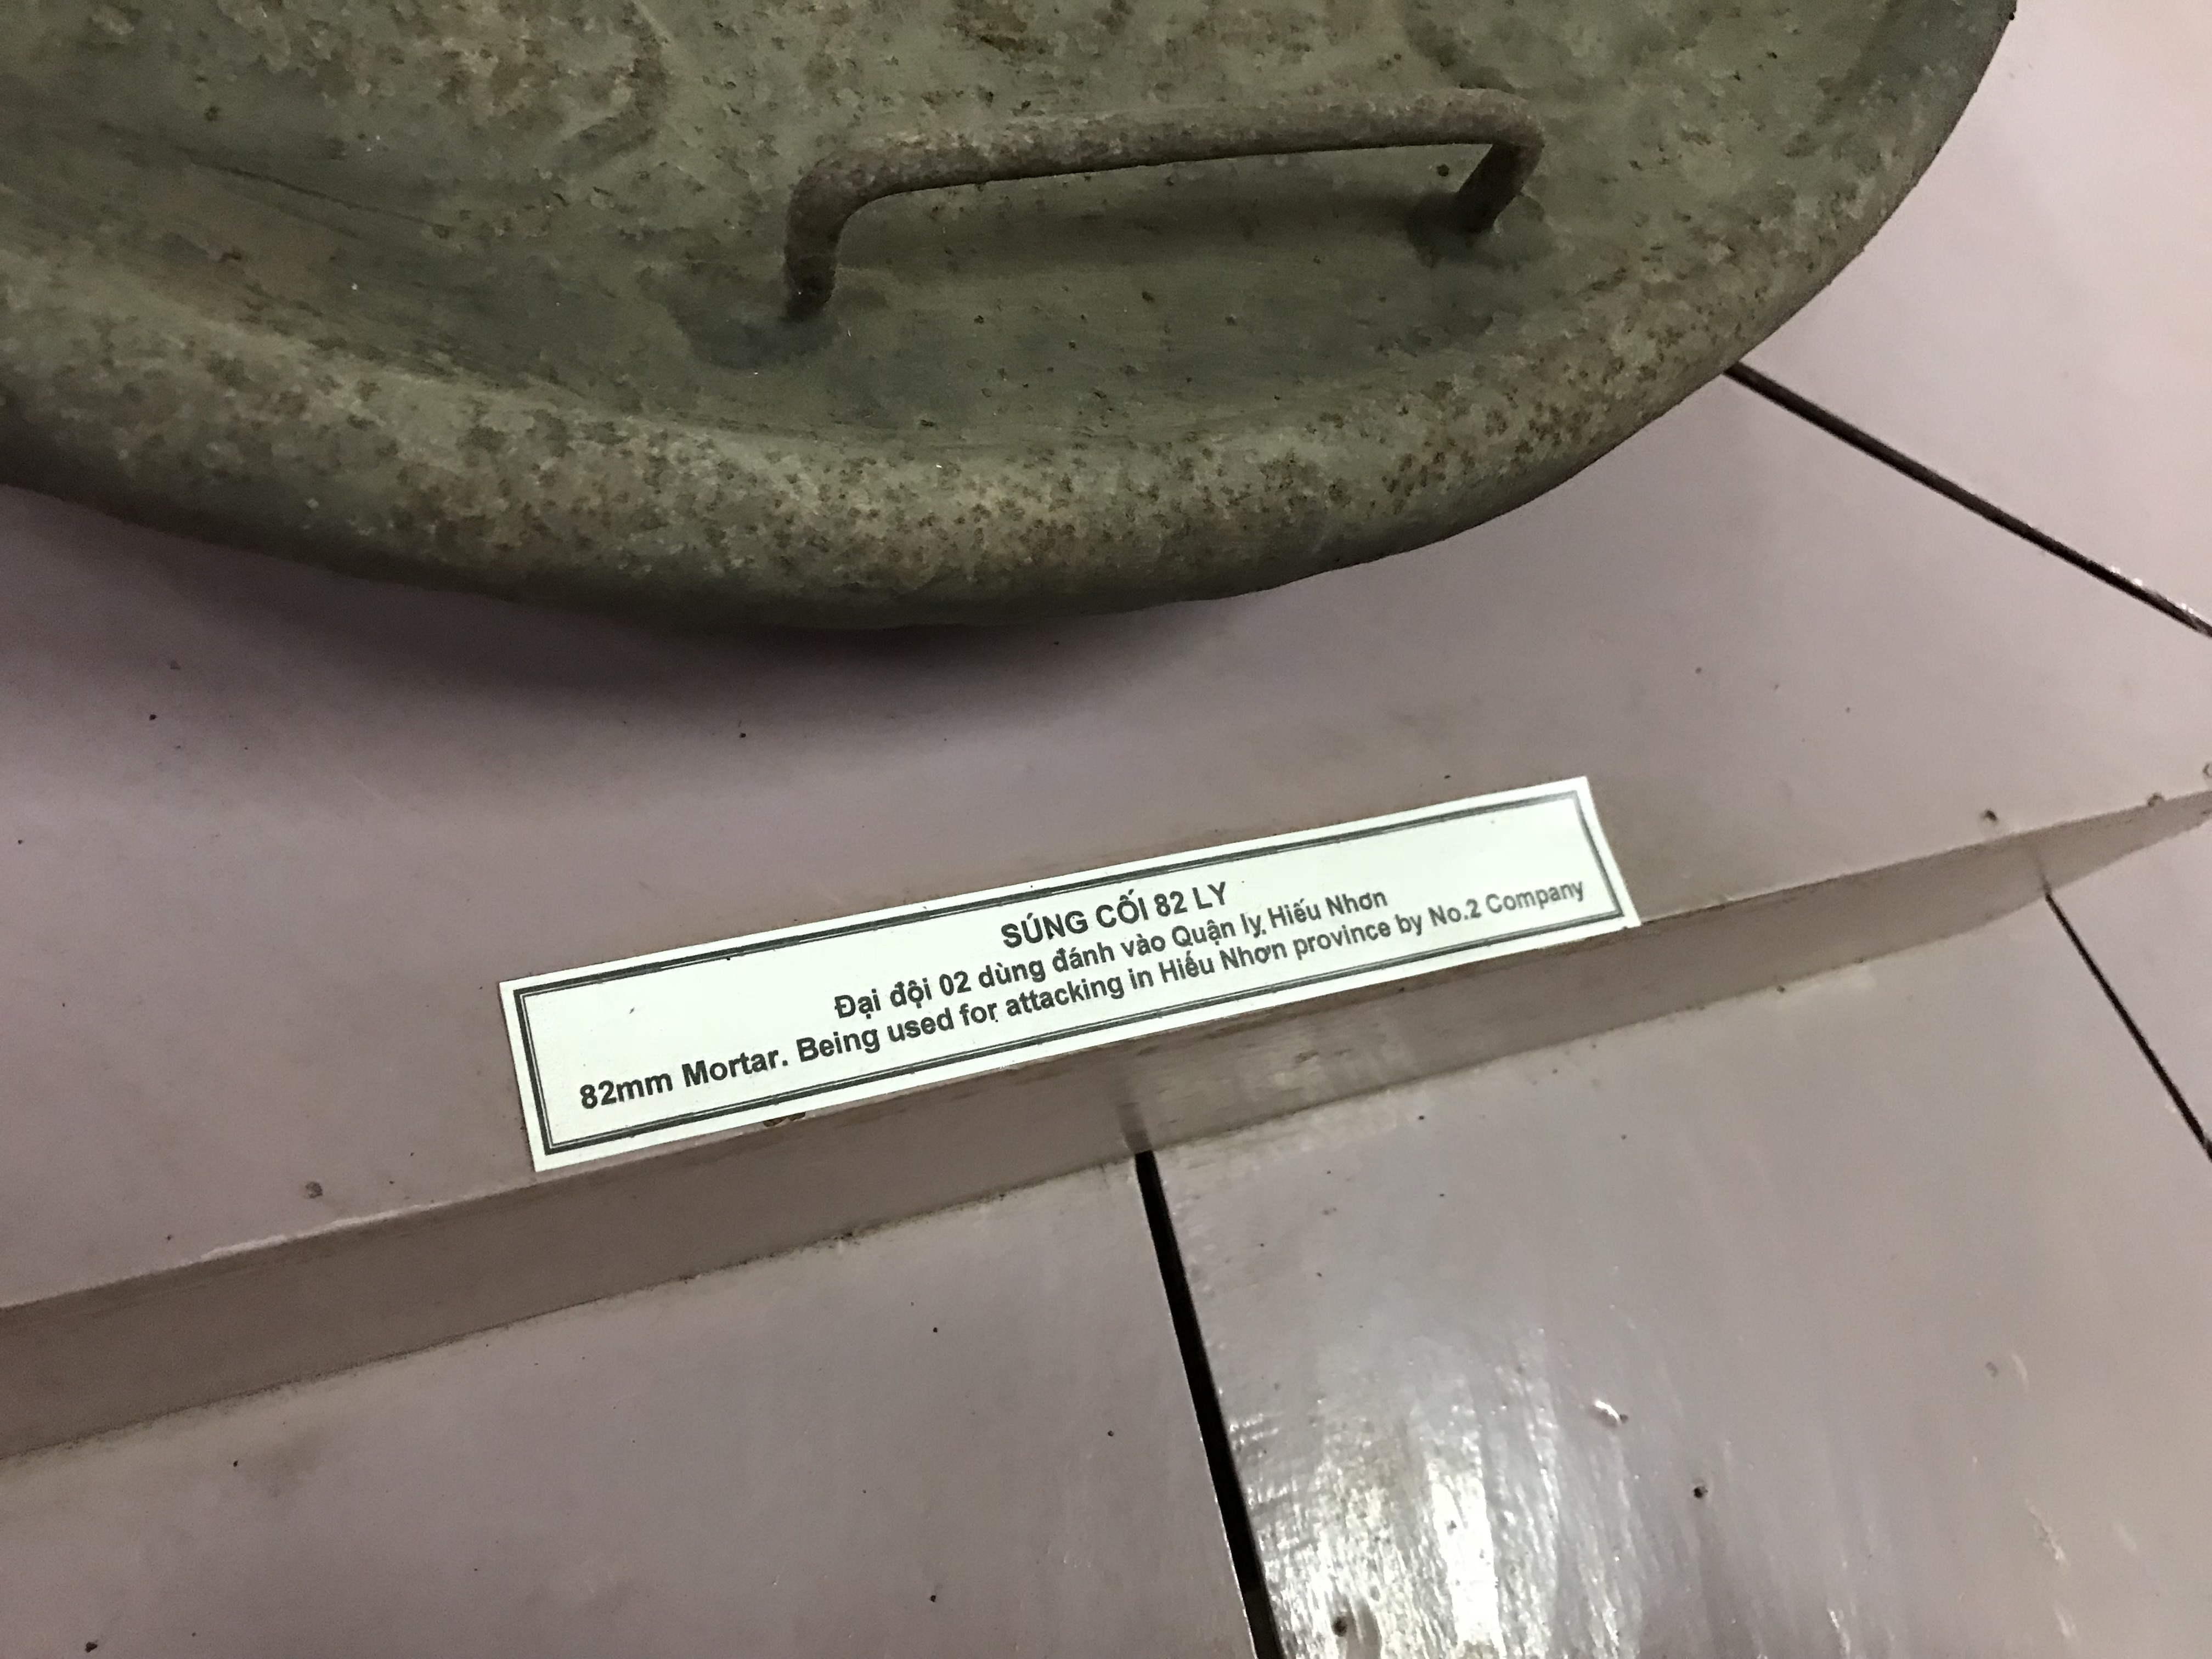 SÚNG CỐI 82 LY
Đại đội 02 dùng đánh vào Quận lỵ Hiếu Nhơn
82mm Mortar. Being used for attacking in Hiếu Nhơn province by No.2 Company